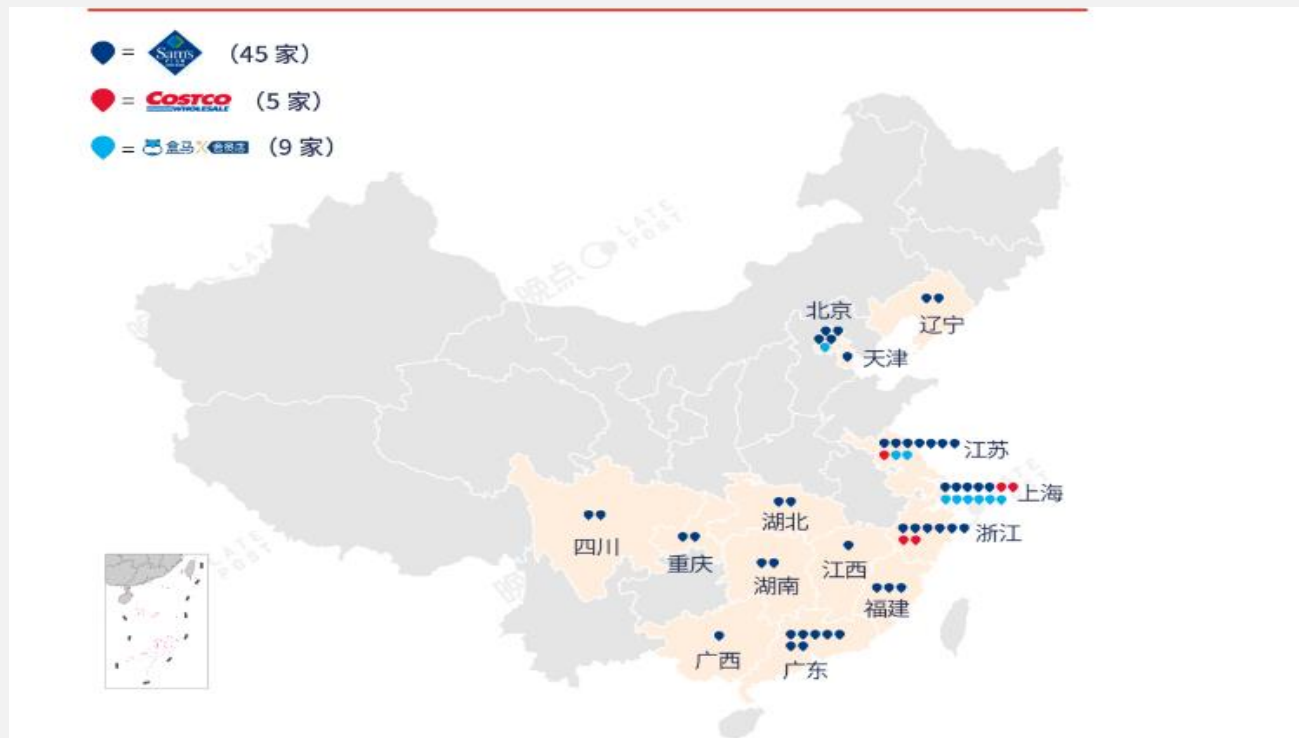 = Sam's CLUB (45 家)
= COSTCO WHOLESALE (5 家)
= 盒马X会员店 (9 家)
晚点 LATE POST
北京
辽宁
天津
江苏
上海
浙江
湖北
四川
重庆
江西
湖南
福建
广西
广东